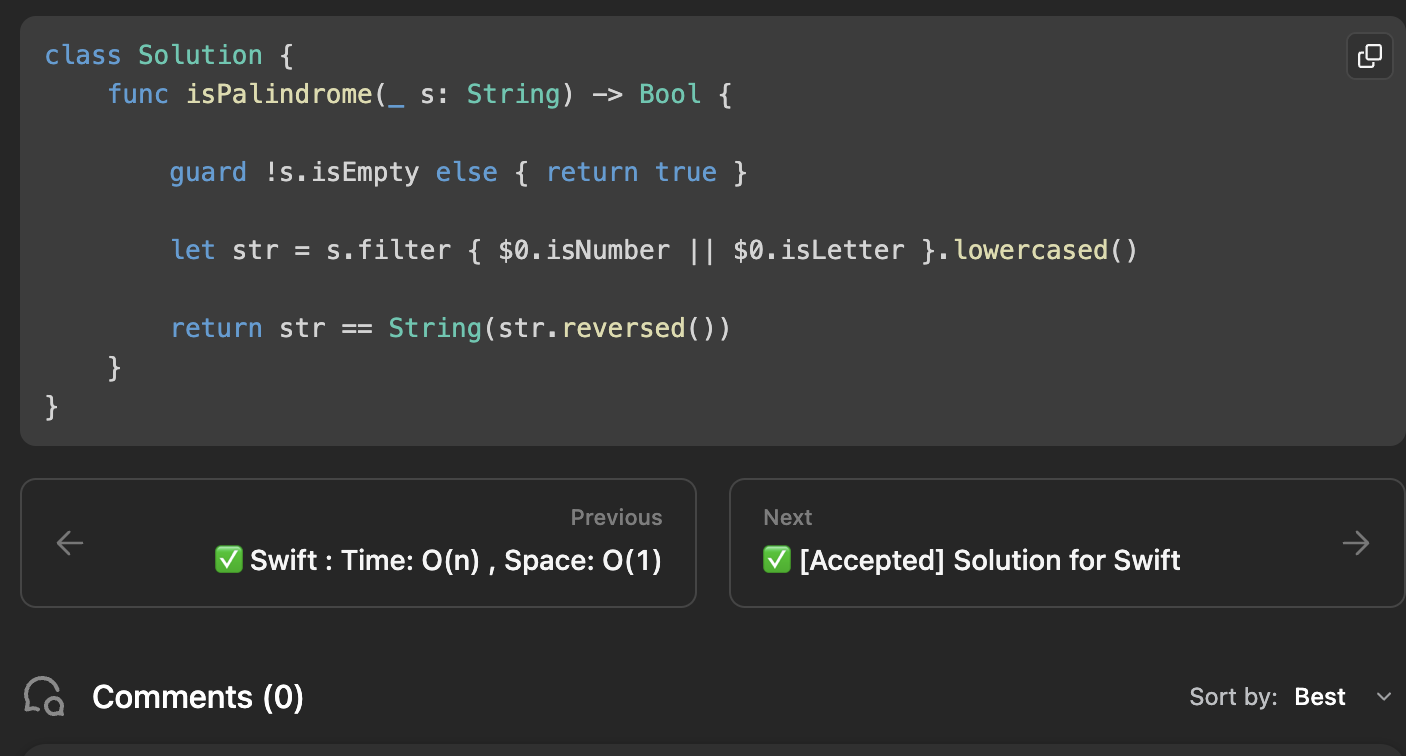 class Solution {
    func isPalindrome(_ s: String) -> Bool {
        guard !s.isEmpty else { return true }
        let str = s.filter { $0.isNumber || $0.isLetter }.lowercased()
        return str == String(str.reversed())
    }
}
Previous
✅ Swift : Time: O(n) , Space: O(1)
Next
✅ [Accepted] Solution for Swift
Comments (0)
Sort by: Best